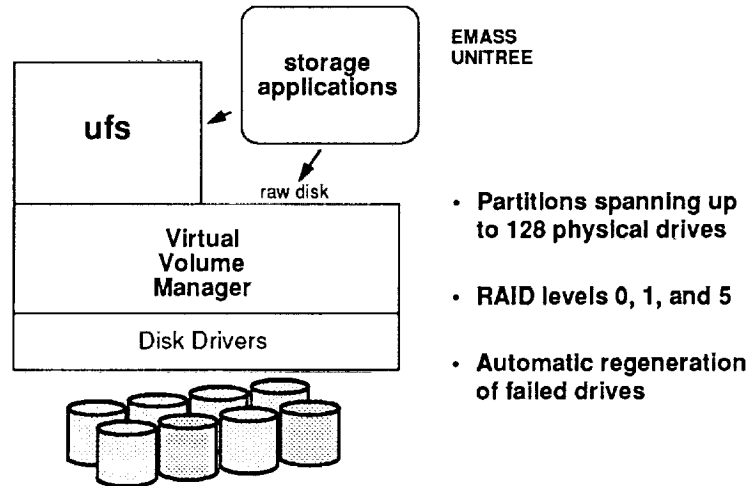 EMASS
UNITREE
storage
applications
ufs
raw disk
Virtual
Volume
Manager
Disk Drivers
• Partitions spanning up
to 128 physical drives
• RAID levels 0, 1, and 5
• Automatic regeneration
of failed drives